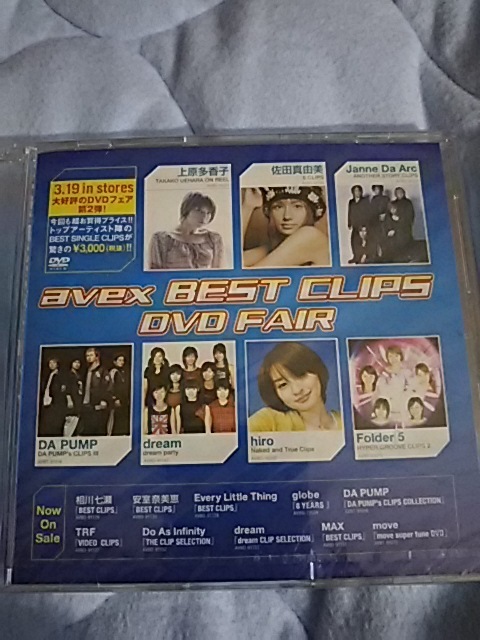 3.19 in stores
大好評のDVDフェア
第2弾!
今回も超お買得プライス!!
トップアーティスト陣の
BEST SINGLE CLIPSが
驚きの¥3,000(税抜)!!
DVD
上原多香子
TAKAKO UEHARA ON REEL
佐田真由美
S CLIPS
Janne Da Arc
ANOTHER STORY CLIPS
avex BEST CLIPS
DVD FAIR
DA PUMP
DA PUMP's CLIPS III
dream
dream party
hiro
Naked and True Clips
Folder 5
HYPER GROOVE CLIPS 2
Now
On
Sale
相川七瀬
「BEST CLIPS」
安室奈美恵
「BEST CLIPS」
Every Little Thing
「BEST CLIPS」
globe
「8 YEARS」
DA PUMP
「DA PUMP's CLIPS COLLECTION」
TRF
「VIDEO CLIPS」
Do As Infinity
「THE CLIP SELECTION」
dream
「dream CLIP SELECTION」
MAX
「BEST CLIPS」
move
「move super tune DVD」